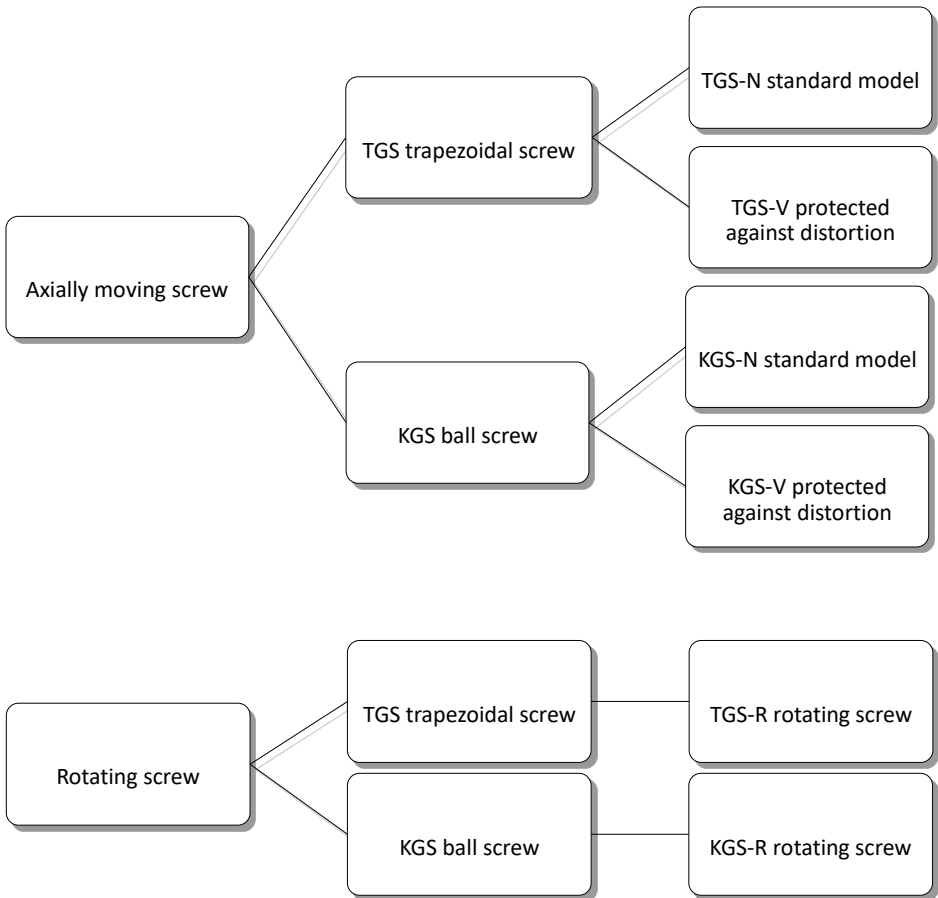 TGS-N standard model
TGS trapezoidal screw
TGS-V protected
against distortion
Axially moving screw
KGS-N standard model
KGS ball screw
KGS-V protected
against distortion
TGS trapezoidal screw
TGS-R rotating screw
Rotating screw
KGS ball screw
KGS-R rotating screw